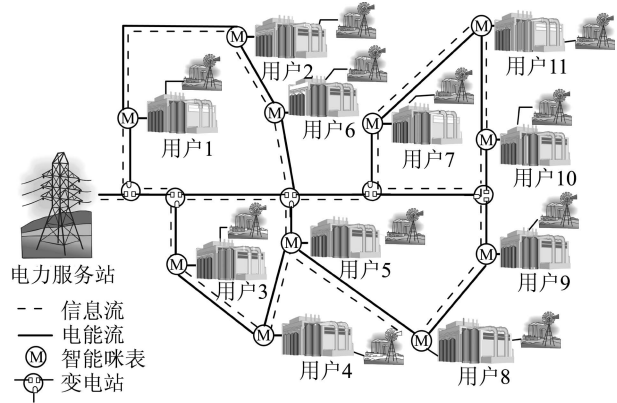 用户2
用户11
用户6
用户1
用户7
用户10
电力服务站
用户3
用户5
用户9
用户4
用户8
信息流
电能流
M 智能咪表
变电站
M
M
M
M
M
M
M
M
M
M
M